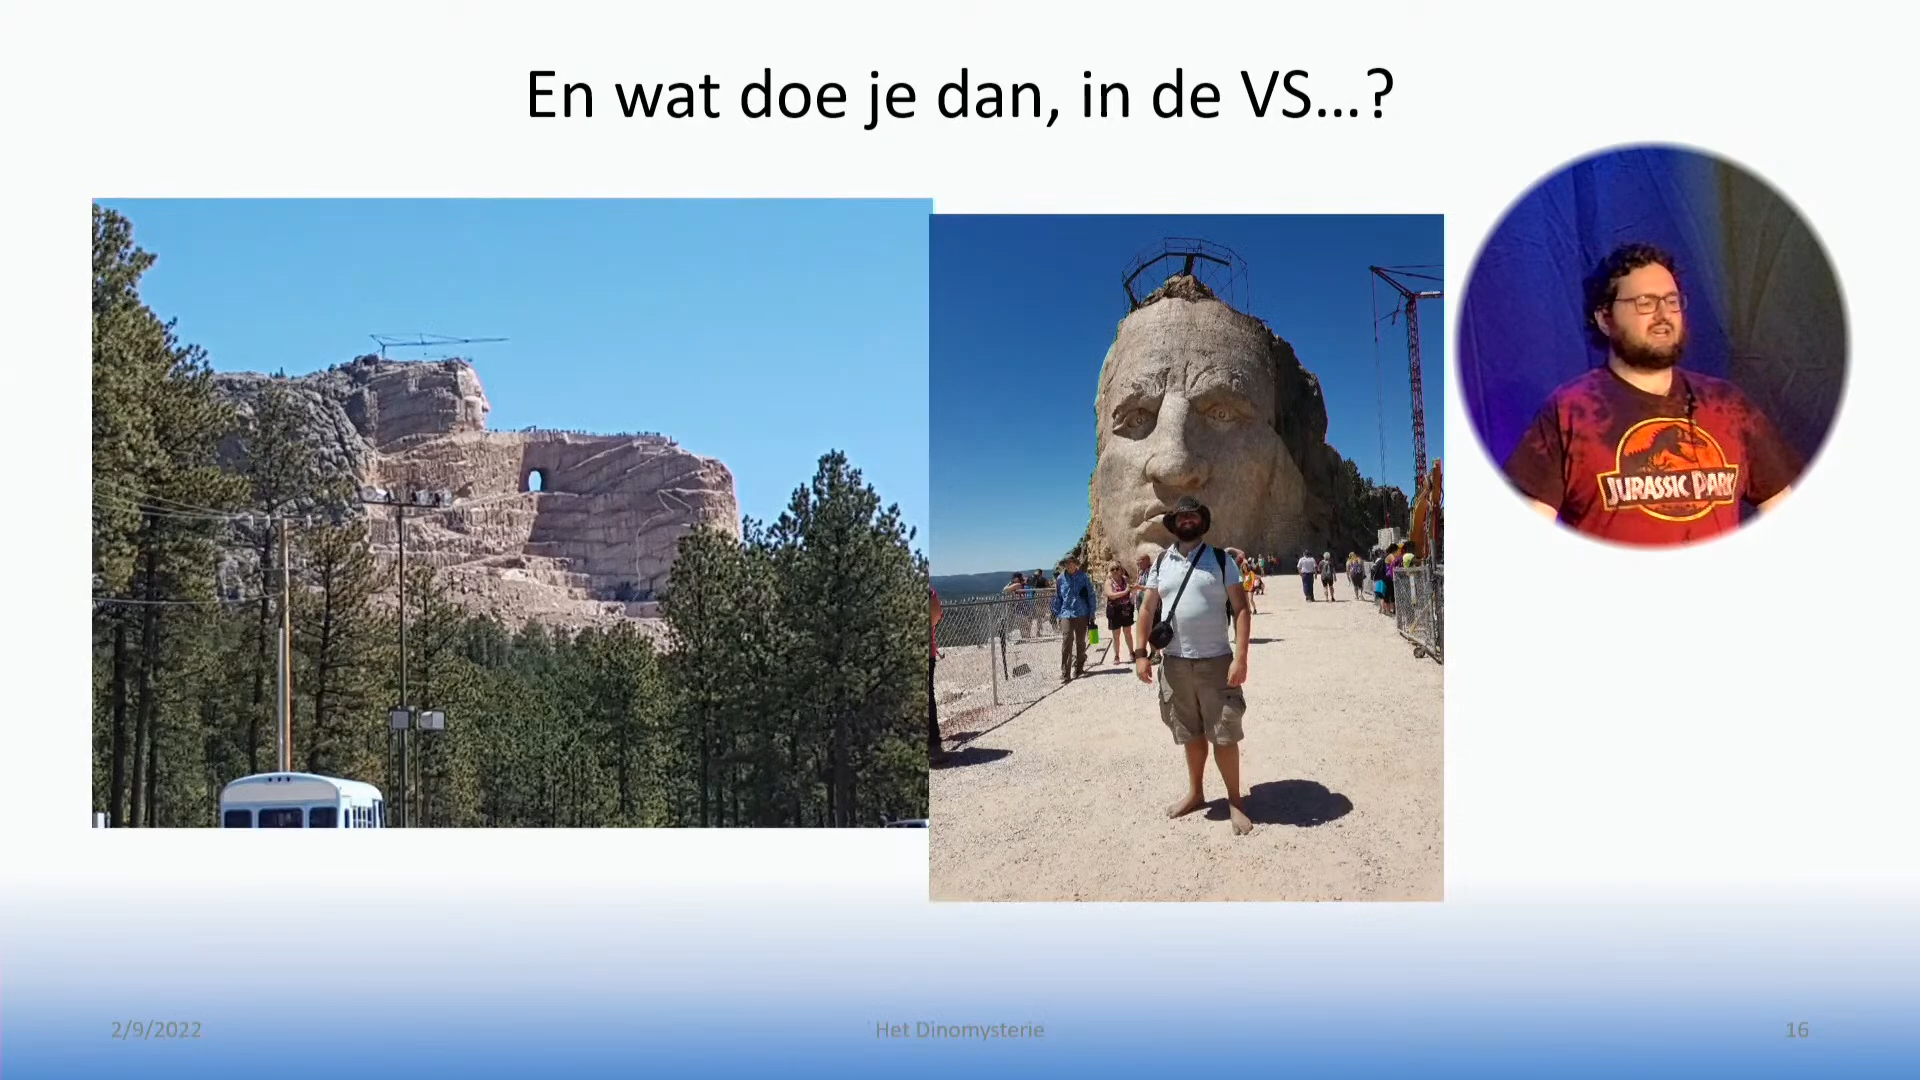 En wat doe je dan, in de VS...?
JURASSIC PARK
2/9/2022
Het Dinomysterie
16